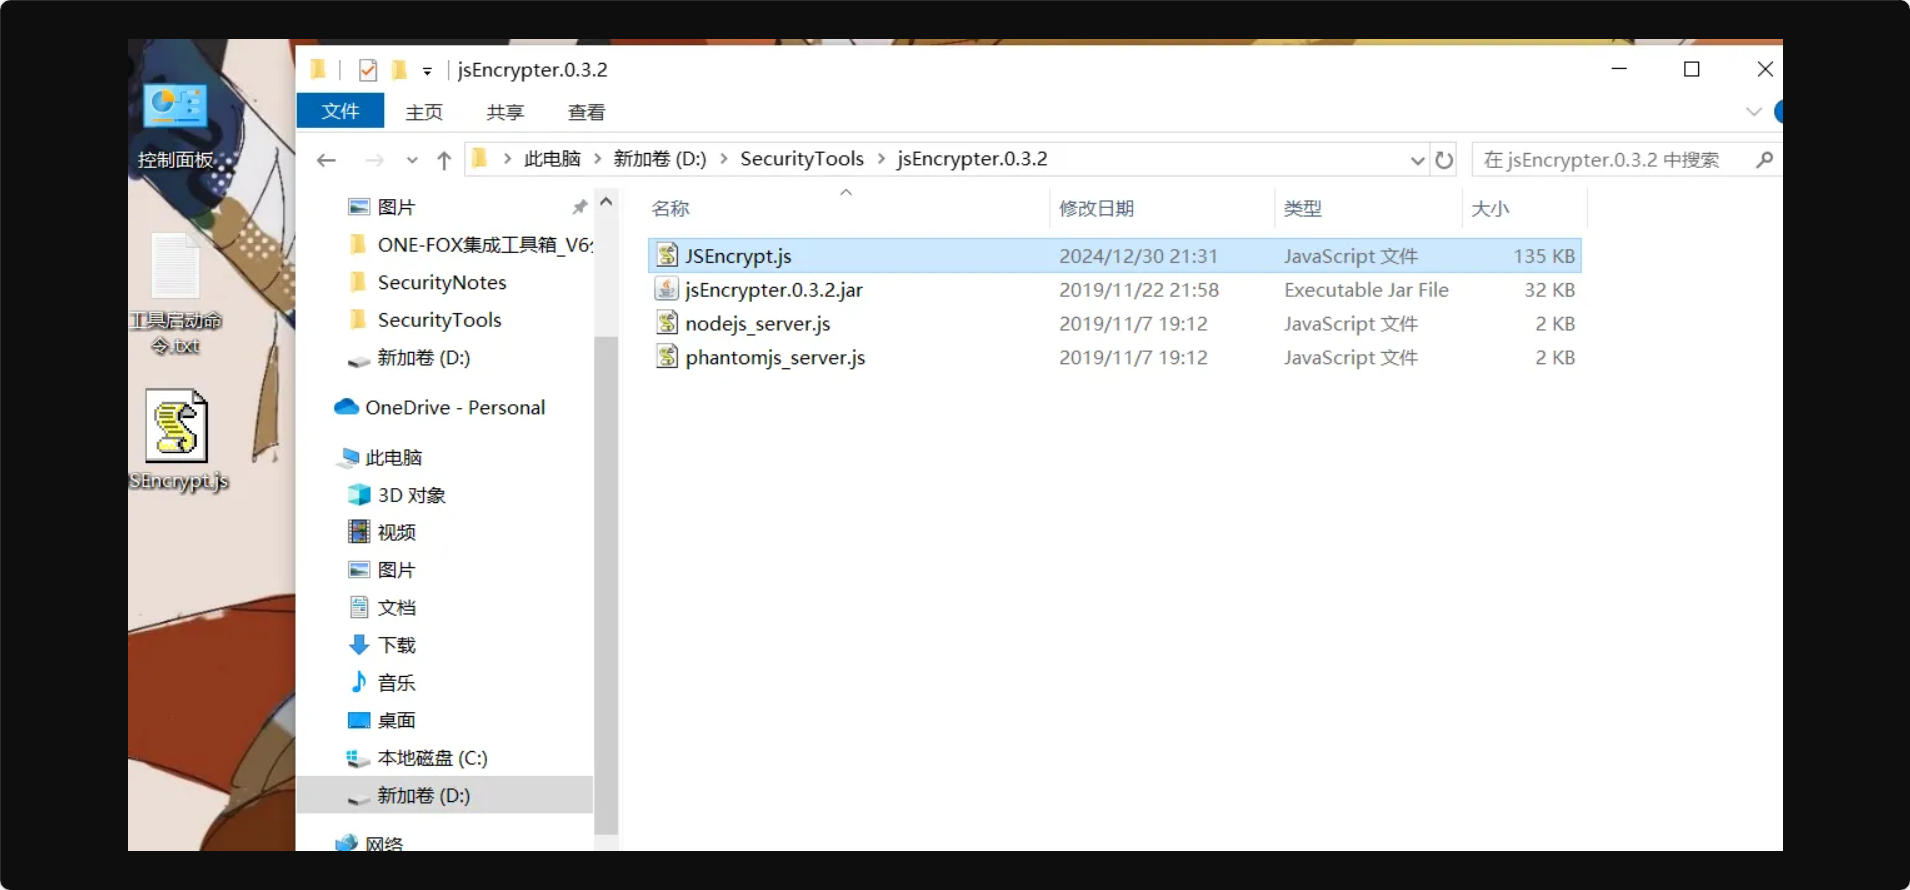 jsEncrypter.0.3.2
文件 主页 共享 查看
此电脑 新加卷 (D:) SecurityTools jsEncrypter.0.3.2
在 jsEncrypter.0.3.2 中搜索
控制面板
工具启动命
令.txt
SEncrypt.js
图片
ONE-FOX集成工具箱_V6
SecurityNotes
SecurityTools
新加卷 (D:)
OneDrive - Personal
此电脑
3D 对象
视频
图片
文档
下载
音乐
桌面
本地磁盘 (C:)
新加卷 (D:)
网络
名称 修改日期 类型 大小
JSEncrypt.js 2024/12/30 21:31 JavaScript 文件 135 KB
jsEncrypter.0.3.2.jar 2019/11/22 21:58 Executable Jar File 32 KB
nodejs_server.js 2019/11/7 19:12 JavaScript 文件 2 KB
phantomjs_server.js 2019/11/7 19:12 JavaScript 文件 2 KB